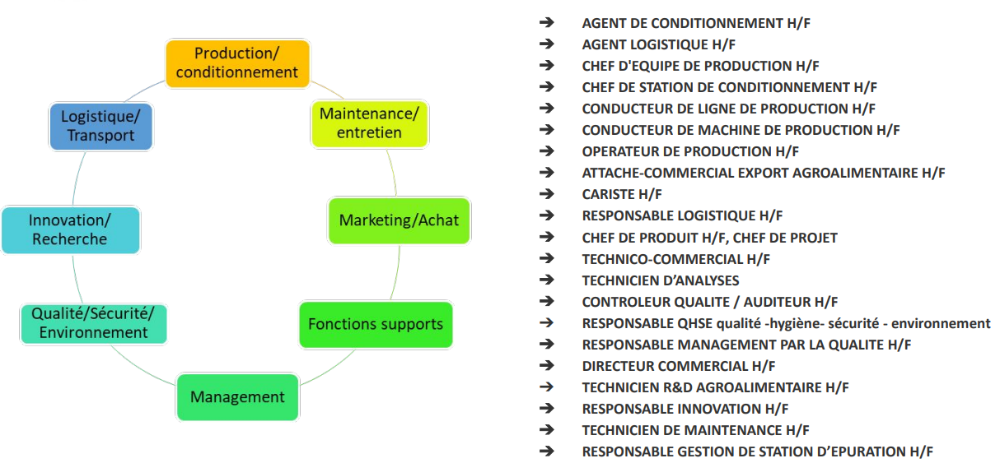 Production/
conditionnement
Maintenance/
entretien
Marketing/Achat
Fonctions supports
Management
Qualité/Sécurité/
Environnement
Innovation/
Recherche
Logistique/
Transport
➔ AGENT DE CONDITIONNEMENT H/F
➔ AGENT LOGISTIQUE H/F
➔ CHEF D'EQUIPE DE PRODUCTION H/F
➔ CHEF DE STATION DE CONDITIONNEMENT H/F
➔ CONDUCTEUR DE LIGNE DE PRODUCTION H/F
➔ CONDUCTEUR DE MACHINE DE PRODUCTION H/F
➔ OPERATEUR DE PRODUCTION H/F
➔ ATTACHE-COMMERCIAL EXPORT AGROALIMENTAIRE H/F
➔ CARISTE H/F
➔ RESPONSABLE LOGISTIQUE H/F
➔ CHEF DE PRODUIT H/F, CHEF DE PROJET
➔ TECHNICO-COMMERCIAL H/F
➔ TECHNICIEN D’ANALYSES
➔ CONTROLEUR QUALITE / AUDITEUR H/F
➔ RESPONSABLE QHSE qualité -hygiène- sécurité - environnement
➔ RESPONSABLE MANAGEMENT PAR LA QUALITE H/F
➔ DIRECTEUR COMMERCIAL H/F
➔ TECHNICIEN R&D AGROALIMENTAIRE H/F
➔ RESPONSABLE INNOVATION H/F
➔ TECHNICIEN DE MAINTENANCE H/F
➔ RESPONSABLE GESTION DE STATION D’EPURATION H/F